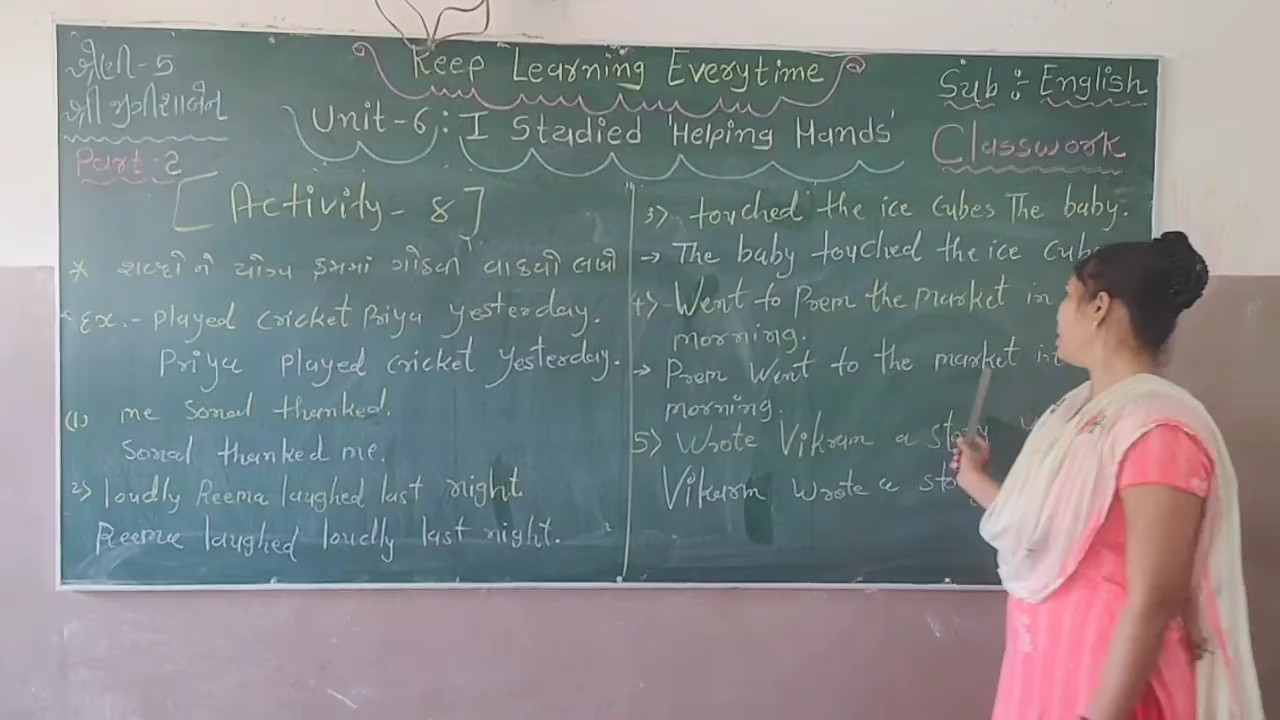 શ્રેણી-5
શ્રી
Part-2
Keep Learning Everytime
Unit-6: I Studied 'Helping Hands'
Sub : English
Classwork
[Activity- 8]
* શબ્દોને યોગ્ય ક્રમમાં ગોઠવી વાક્યો લખો
Ex.- Played cricket Priya yesterday.
Priya played cricket yesterday.
(1) me Sonal thanked.
Sonal thanked me.
2) loudly Reema laughed last night
Reema laughed loudly last night.
3) touched the ice cubes The baby.
→ The baby touched the ice
4) Went to Prem the market in
morning.
→ Prem Went to the market in
morning.
5) Wrote Vikram a story
Vikarm wrote a